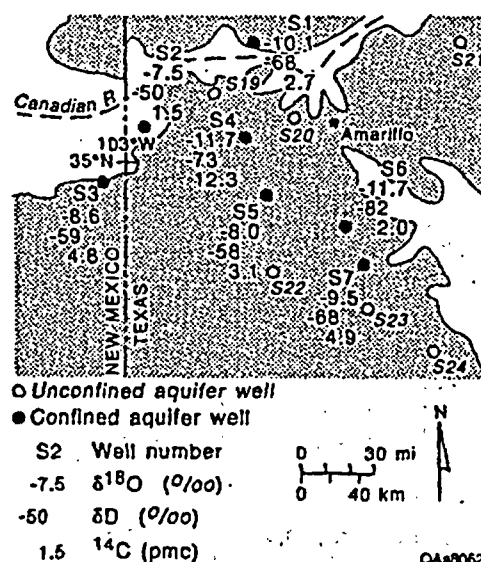 S1
-10.1
-68
2.7
S2
-7.5
-50
1.5
S19
S21
Canadian R.
S20
Amarillo
S4
-11.7
-73
12.3
103°W
35°N
S3
-8.6
-59
4.8
S6
-11.7
-82
2.0
S5
-8.0
-58
3.1
S22
S7
-9.5
-68
4.9
S23
S24
NEW MEXICO
TEXAS
Unconfined aquifer well
Confined aquifer well
S2 Well number
-7.5 δ18O (o/oo)
-50 δD (o/oo)
1.5 14C (pmc)
0 30 mi
0 40 km
N
QAa8062